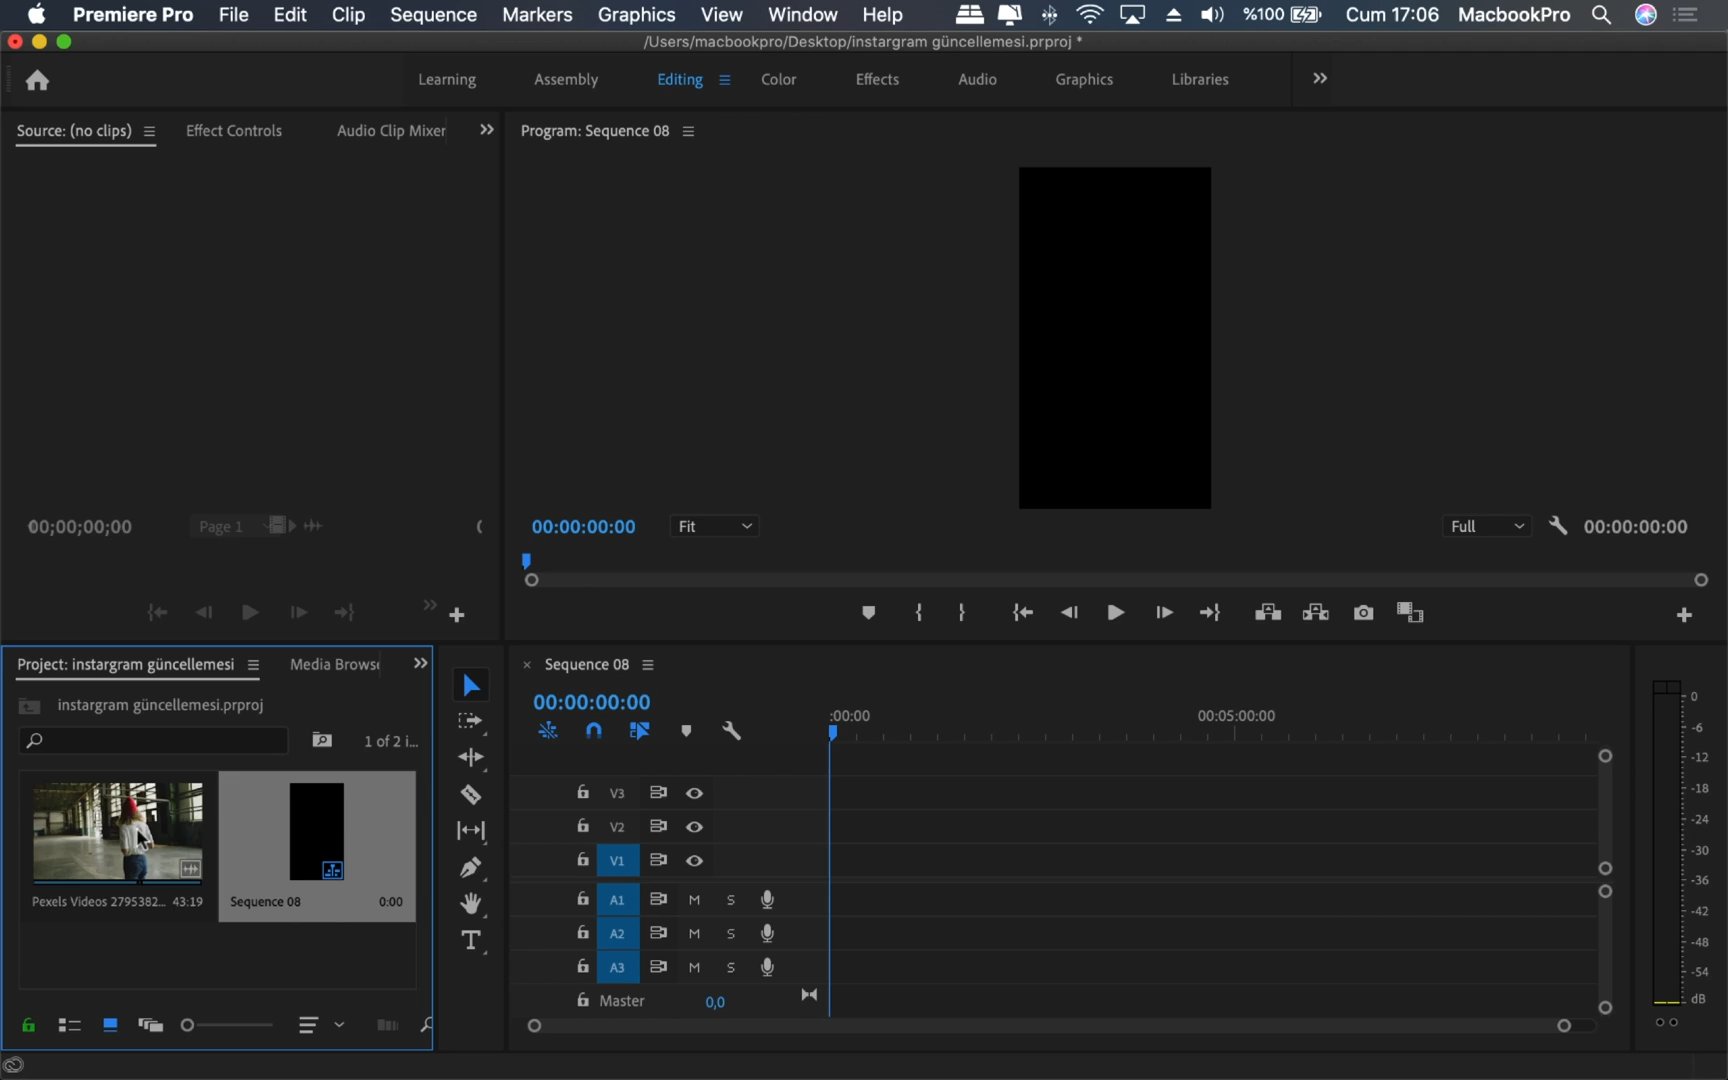 Premiere Pro File Edit Clip Sequence Markers Graphics View Window Help %100 Cum 17:06 MacbookPro
/Users/macbookpro/Desktop/instargram güncellemesi.prproj *
Learning Assembly Editing Color Effects Audio Graphics Libraries
Source: (no clips) Effect Controls Audio Clip Mixer
Program: Sequence 08
00;00;00;00 Page 1
00:00:00:00 Fit Full 00:00:00:00
Project: instargram güncellemesi Media Browse
instargram güncellemesi.prproj
1 of 2 i...
Pexels Videos 2795382... 43:19
Sequence 08 0:00
Sequence 08
00:00:00:00
:00:00 00:05:00:00
V3
V2
V1
A1 M S
A2 M S
A3 M S
Master 0,0
0
-6
-12
-18
-24
-30
-36
-42
-48
-54
dB